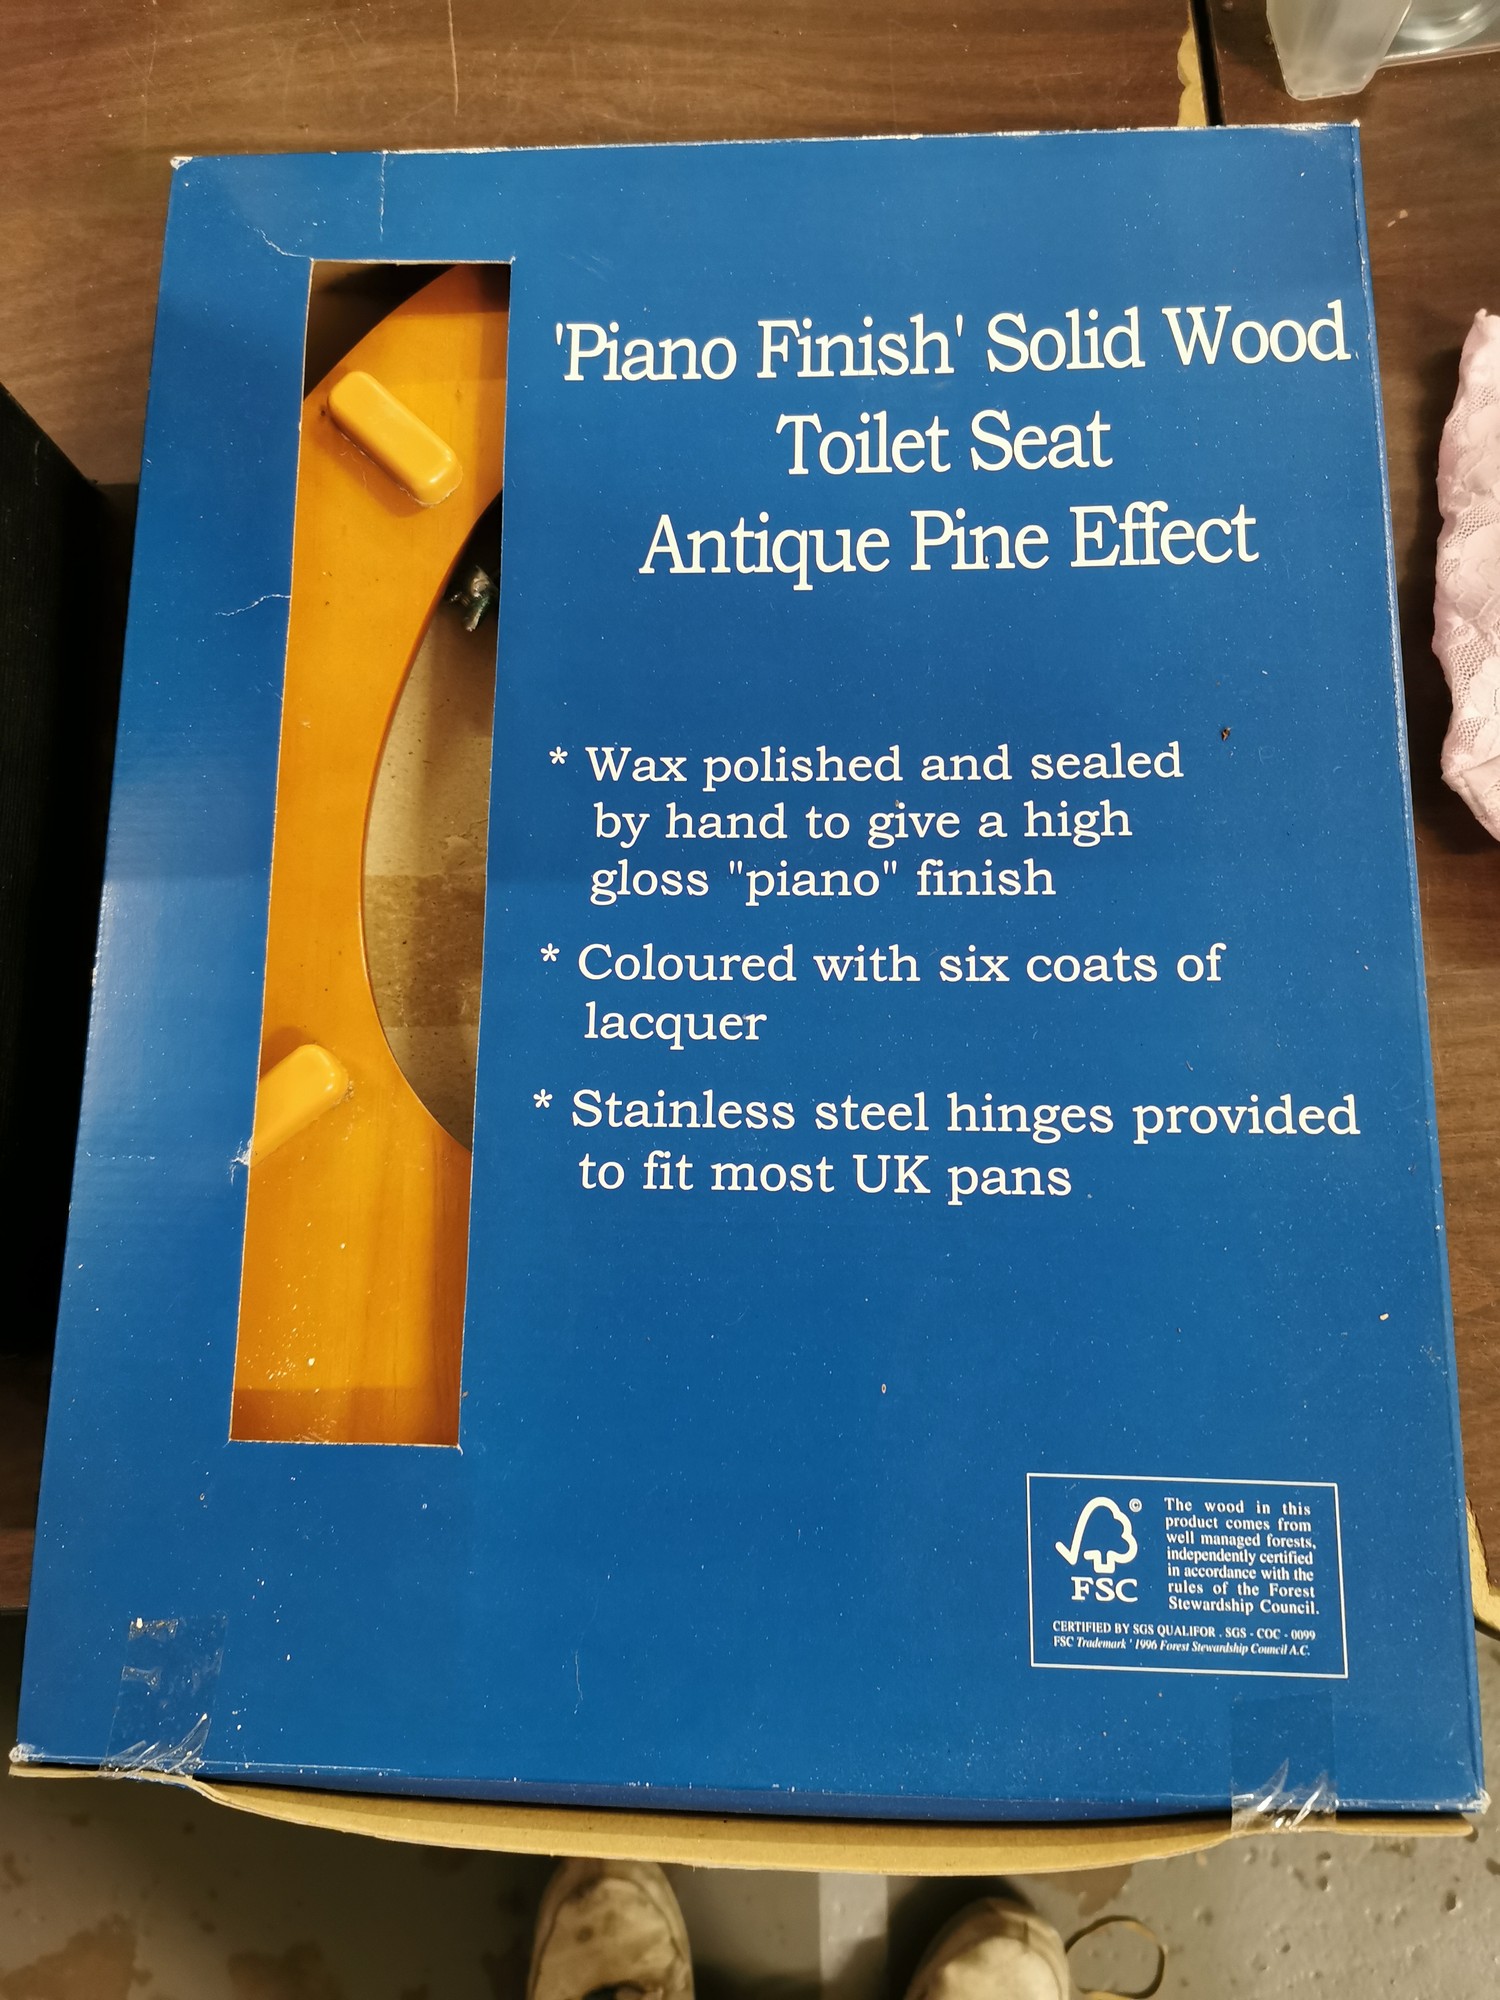 'Piano Finish' Solid Wood
Toilet Seat
Antique Pine Effect
* Wax polished and sealed
by hand to give a high
gloss "piano" finish
* Coloured with six coats of
lacquer
* Stainless steel hinges provided
to fit most UK pans
©
FSC
The wood in this
product comes from
well managed forests,
independently certified
in accordance with the
rules of the Forest
Stewardship Council.
CERTIFIED BY SGS QUALIFOR . SGS - COC - 0099
FSC Trademark ' 1996 Forest Stewardship Council A.C.